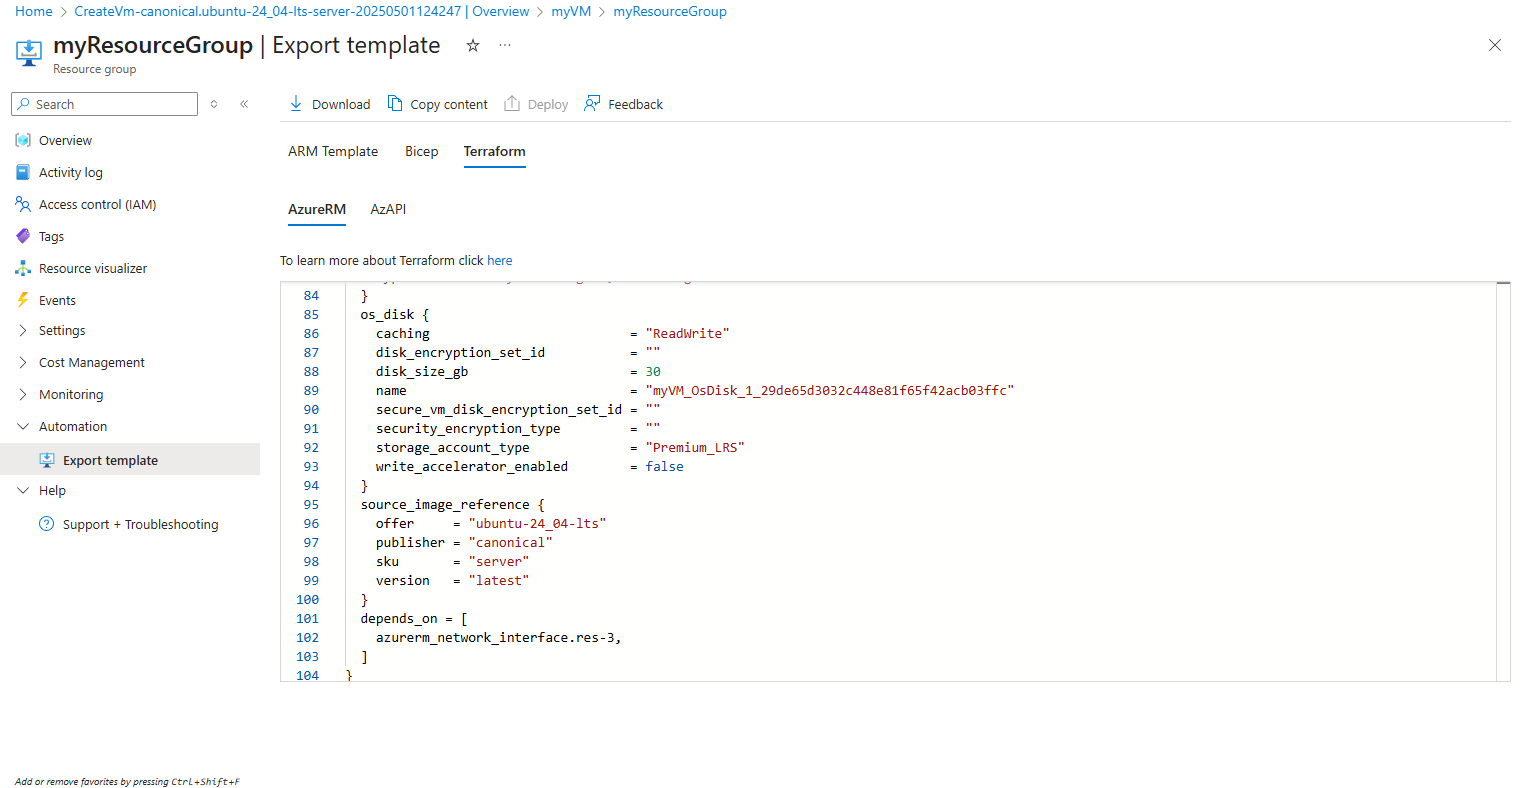 Home > CreateVm-canonical.ubuntu-24_04-lts-server-20250501124247 | Overview > myVM > myResourceGroup
myResourceGroup | Export template
Resource group
Search
Overview
Activity log
Access control (IAM)
Tags
Resource visualizer
Events
Settings
Cost Management
Monitoring
Automation
Export template
Help
Support + Troubleshooting
Add or remove favorites by pressing Ctrl+Shift+F
Download Copy content Deploy Feedback
ARM Template Bicep Terraform
AzureRM AzAPI
To learn more about Terraform click here
84 }
85 os_disk {
86 caching = "ReadWrite"
87 disk_encryption_set_id = ""
88 disk_size_gb = 30
89 name = "myVM_OsDisk_1_29de65d3032c448e81f65f42acb03ffc"
90 secure_vm_disk_encryption_set_id = ""
91 security_encryption_type = ""
92 storage_account_type = "Premium_LRS"
93 write_accelerator_enabled = false
94 }
95 source_image_reference {
96 offer = "ubuntu-24_04-lts"
97 publisher = "canonical"
98 sku = "server"
99 version = "latest"
100 }
101 depends_on = [
102 azurerm_network_interface.res-3,
103 ]
104 }